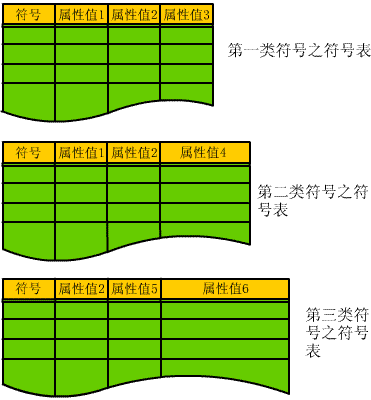 符号 属性值1 属性值2 属性值3
第一类符号之符号表
符号 属性值1 属性值2 属性值4
第二类符号之符
号表
符号 属性值2 属性值5 属性值6
第三类符
号之符号
表